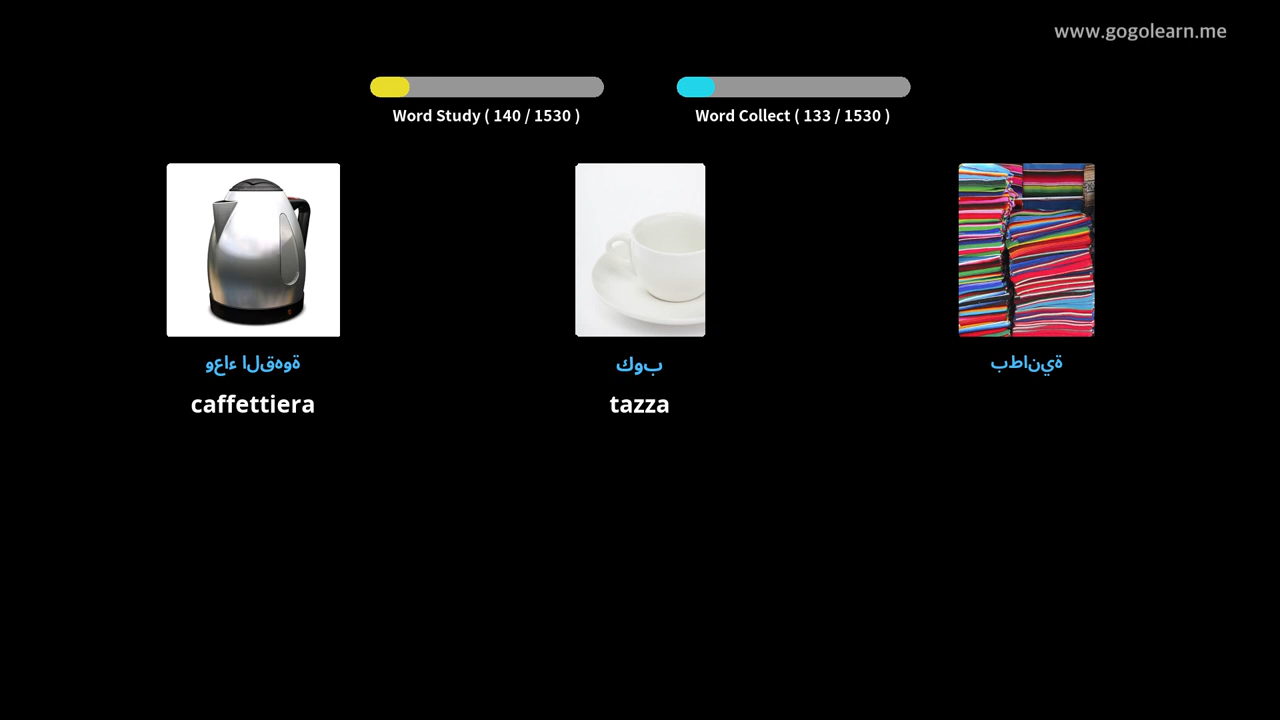 www.gogolearn.me
Word Study ( 140 / 1530 )
Word Collect ( 133 / 1530 )
وعاء القهوة
كوب
بطانية
caffettiera
tazza